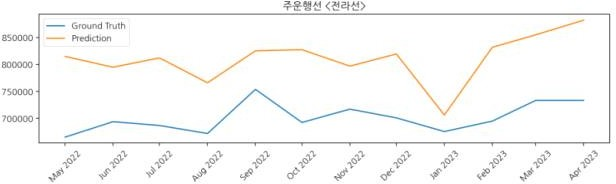 주운행선 <전라선>
Ground Truth
Prediction
850000
800000
750000
700000
May 2022
Jun 2022
Jul 2022
Aug 2022
Sep 2022
Oct 2022
Nov 2022
Dec 2022
Jan 2023
Feb 2023
Mar 2023
Apr 2023